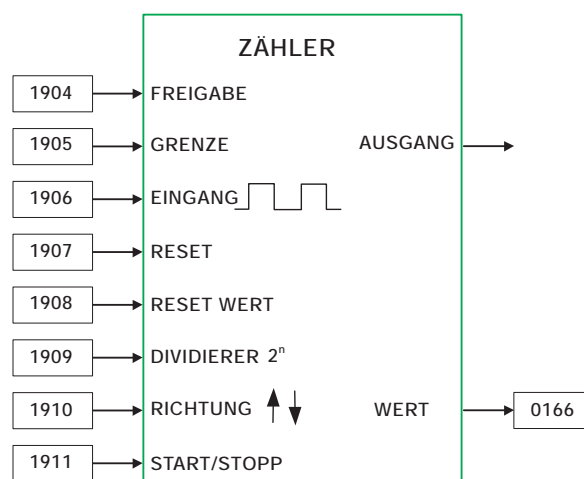 ZÄHLER
1904 FREIGABE
1905 GRENZE AUSGANG
1906 EINGANG
1907 RESET
1908 RESET WERT
1909 DIVIDIERER 2ⁿ
1910 RICHTUNG WERT 0166
1911 START/STOPP